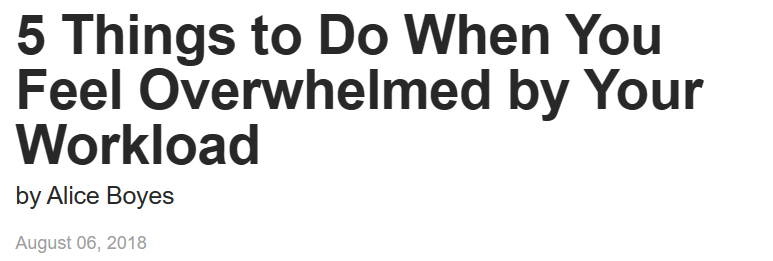 5 Things to Do When You
Feel Overwhelmed by Your
Workload
by Alice Boyes
August 06, 2018